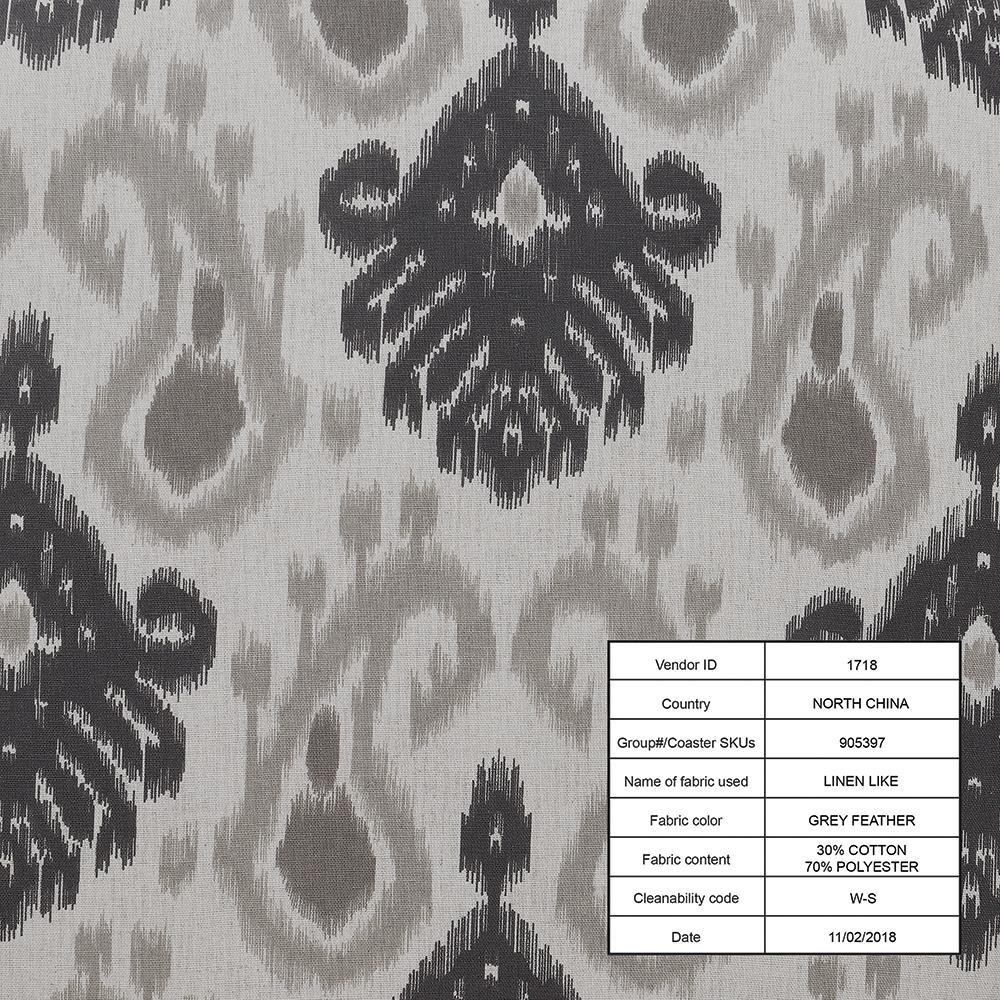 Vendor ID 1718
Country NORTH CHINA
Group#/Coaster SKUs 905397
Name of fabric used LINEN LIKE
Fabric color GREY FEATHER
Fabric content 30% COTTON
70% POLYESTER
Cleanability code W-S
Date 11/02/2018